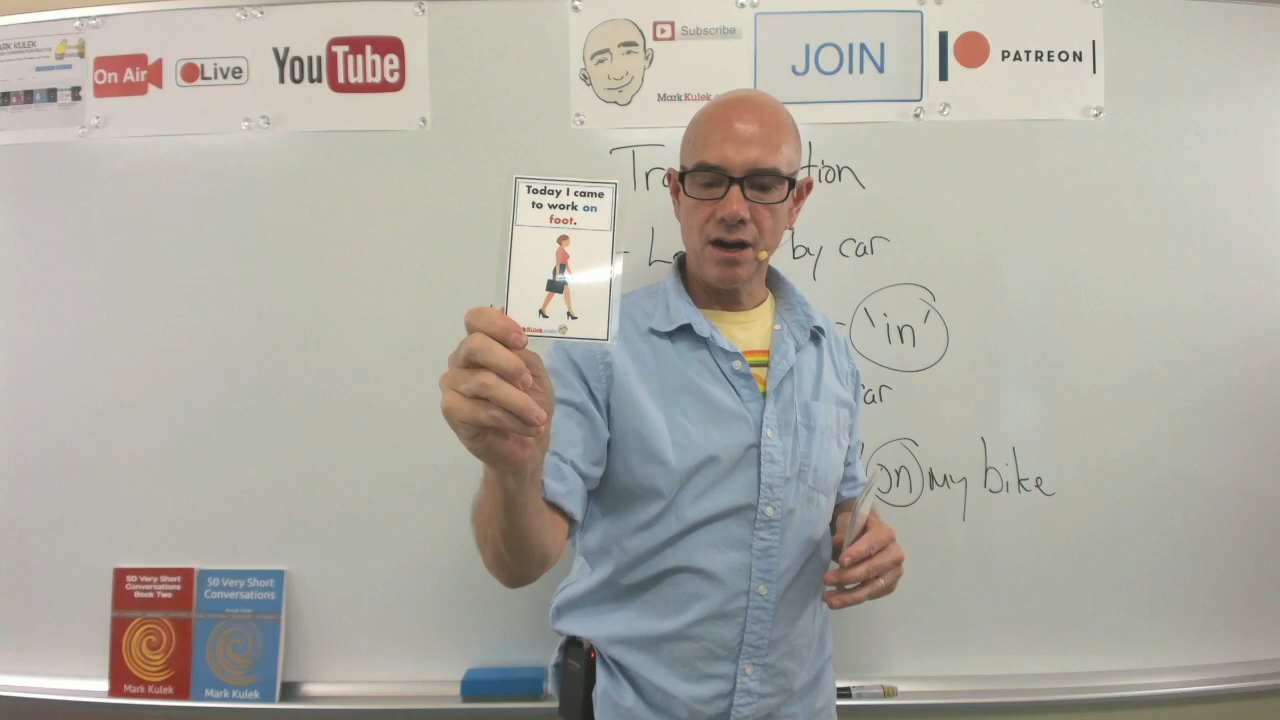 MARK KULEK
On Air
Live
YouTube
Subscribe
MarkKulek
JOIN
PATREON
by car
'in'
on my bike
Today I came
to work on
foot.
50 Very Short
Conversations
Book Two
Mark Kulek
50 Very Short
Conversations
Mark Kulek